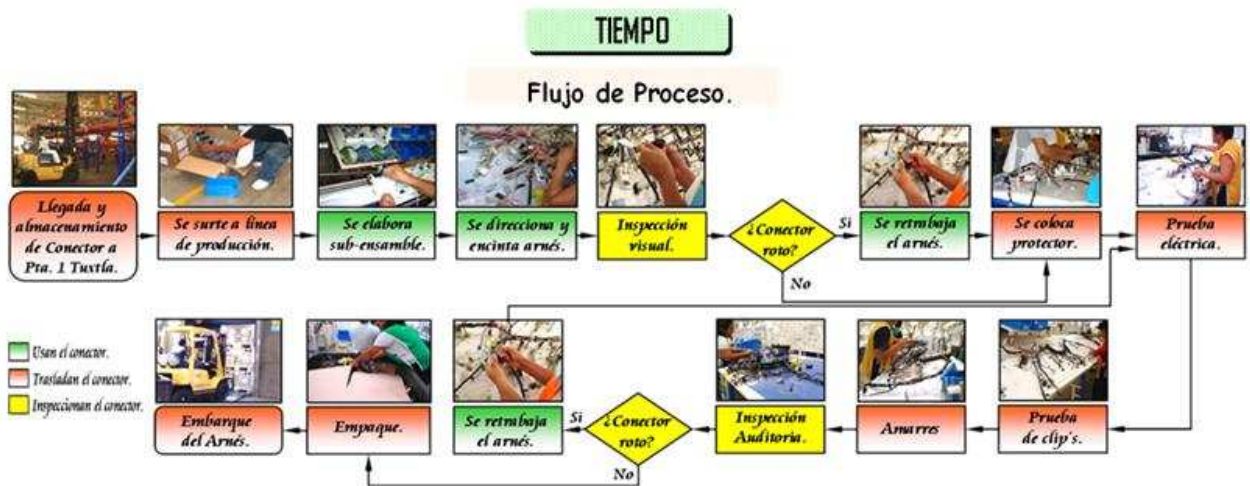 TIEMPO
Flujo de Proceso.
Llegada y
almacenamiento
de Conector a
Pta. 1 Tuxtla.
Se surte a línea
de producción.
Se elabora
sub-ensamble.
Se direcciona y
encinta arnés.
Inspección
visual.
¿Conector
roto?
Si
No
Se retrabaja
el arnés.
Se coloca
protector.
Prueba
eléctrica.
Usan el conector.
Trasladan el conector.
Inspeccionan el conector.
Embarque
del Arnés.
Empaque.
Se retrabaja
el arnés.
Si
¿Conector
roto?
No
Inspección
Auditoria.
Amarres
Prueba
de clip's.